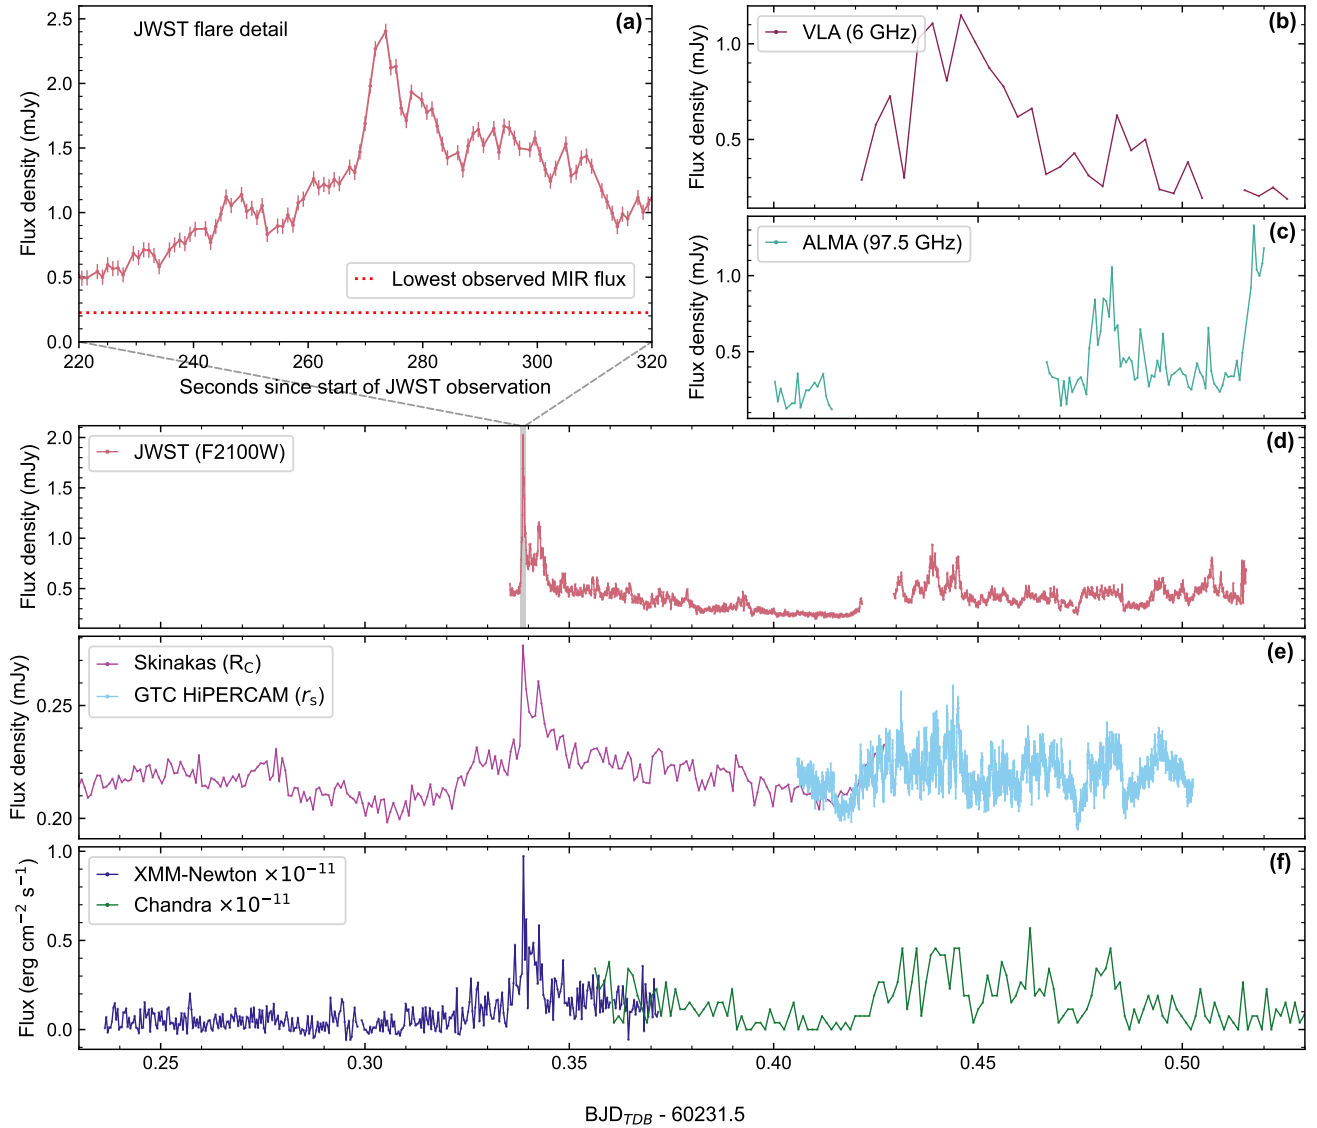 JWST flare detail
(a)
Flux density (mJy)
2.5
2.0
1.5
1.0
0.5
0.0
Lowest observed MIR flux
220
240
260
280
300
320
Seconds since start of JWST observation
VLA (6 GHz)
(b)
Flux density (mJy)
1.0
0.5
ALMA (97.5 GHz)
(c)
Flux density (mJy)
1.0
0.5
JWST (F2100W)
(d)
Flux density (mJy)
2.0
1.5
1.0
0.5
Skinakas (R_C)
GTC HiPERCAM (r_s)
(e)
Flux density (mJy)
0.25
0.20
XMM-Newton ×10⁻¹¹
Chandra ×10⁻¹¹
(f)
Flux (erg cm⁻² s⁻¹)
1.0
0.5
0.0
0.25
0.30
0.35
0.40
0.45
0.50
BJD_TDB - 60231.5